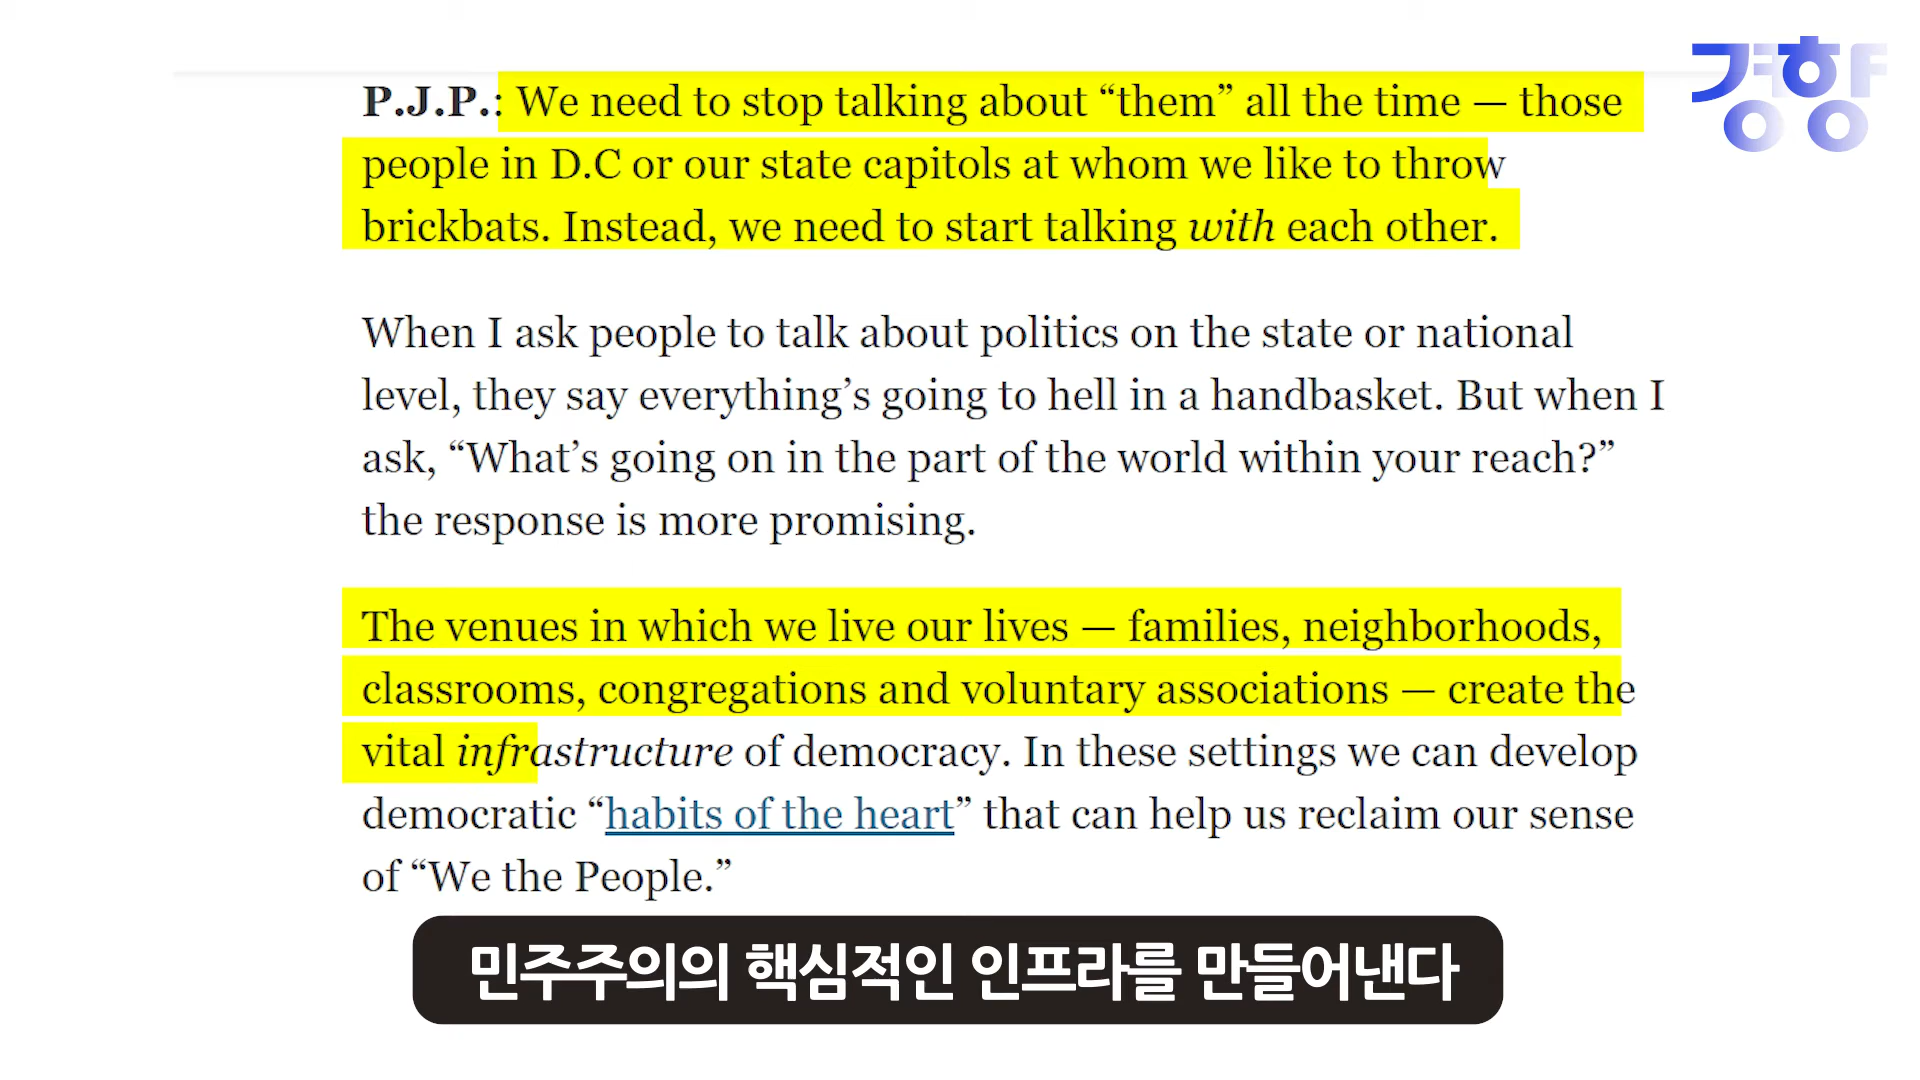 경향
P.J.P.: We need to stop talking about “them” all the time — those
people in D.C or our state capitols at whom we like to throw
brickbats. Instead, we need to start talking with each other.
When I ask people to talk about politics on the state or national
level, they say everything’s going to hell in a handbasket. But when I
ask, “What’s going on in the part of the world within your reach?”
the response is more promising.
The venues in which we live our lives — families, neighborhoods,
classrooms, congregations and voluntary associations — create the
vital infrastructure of democracy. In these settings we can develop
democratic “habits of the heart” that can help us reclaim our sense
of “We the People.”
민주주의의 핵심적인 인프라를 만들어낸다